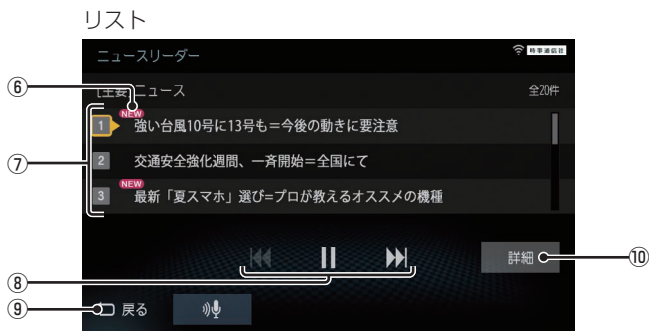 リスト
ニュースリーダー
時事通信社
⑥
[主要]ニュース
全20件
⑦
NEW
1 強い台風10号に13号も=今後の動きに要注意
2 交通安全強化週間、一斉開始=全国にて
NEW
3 最新「夏スマホ」選び=プロが教えるオススメの機種
詳細
⑩
⑧
⑨
戻る